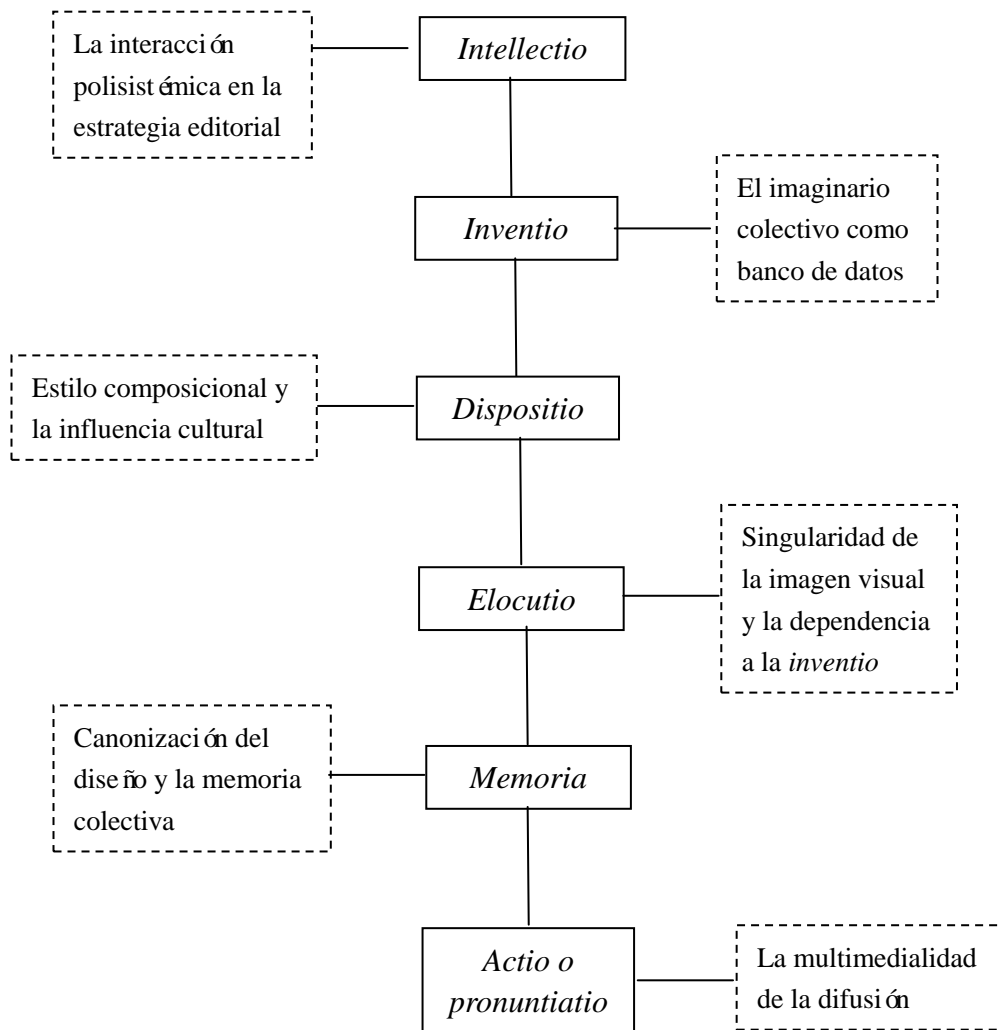 La interacción
polisistémica en la
estrategia editorial
Intellectio
Inventio
El imaginario
colectivo como
banco de datos
Estilo composicional y
la influencia cultural
Dispositio
Elocutio
Singularidad de
la imagen visual
y la dependencia
a la inventio
Canonización del
diseño y la memoria
colectiva
Memoria
Actio o
pronuntiatio
La multimedialidad
de la difusión